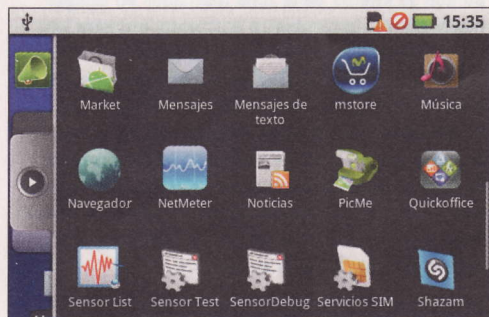 15:35
Market Mensajes Mensajes de texto mstore Música
Navegador NetMeter Noticias PicMe Quickoffice
Sensor List Sensor Test SensorDebug Servicios SIM Shazam